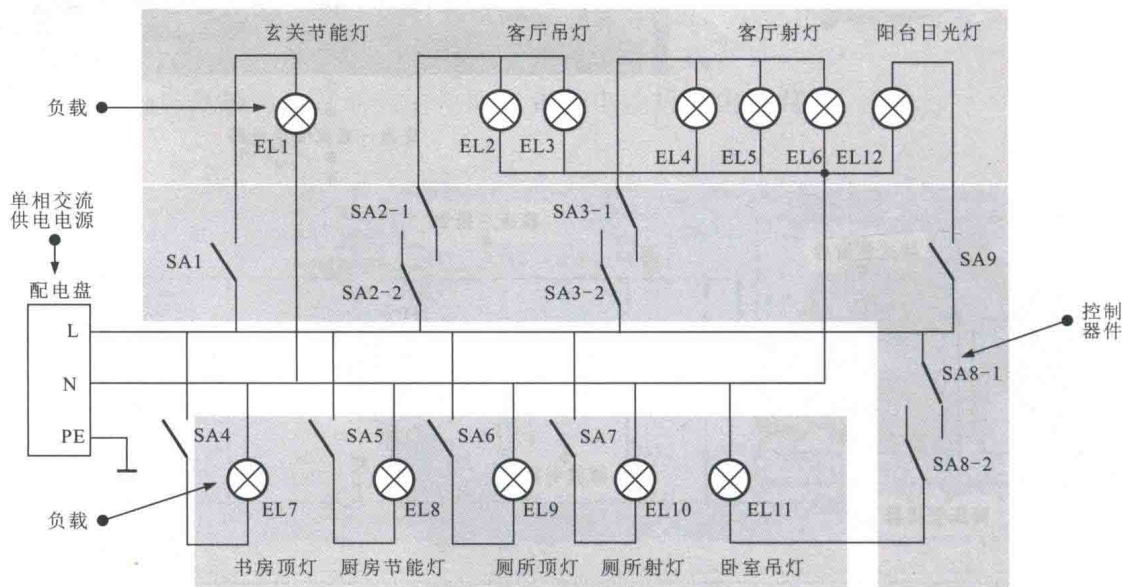 玄关节能灯 客厅吊灯 客厅射灯 阳台日光灯
负载
EL1 EL2 EL3 EL4 EL5 EL6 EL12
单相交流
供电电源
SA2-1 SA3-1
SA1 SA9
SA2-2 SA3-2
配电盘
控制
器件
L
SA8-1
N
PE
SA4 SA5 SA6 SA7
SA8-2
EL7 EL8 EL9 EL10 EL11
负载
书房顶灯 厨房节能灯 厕所顶灯 厕所射灯 卧室吊灯